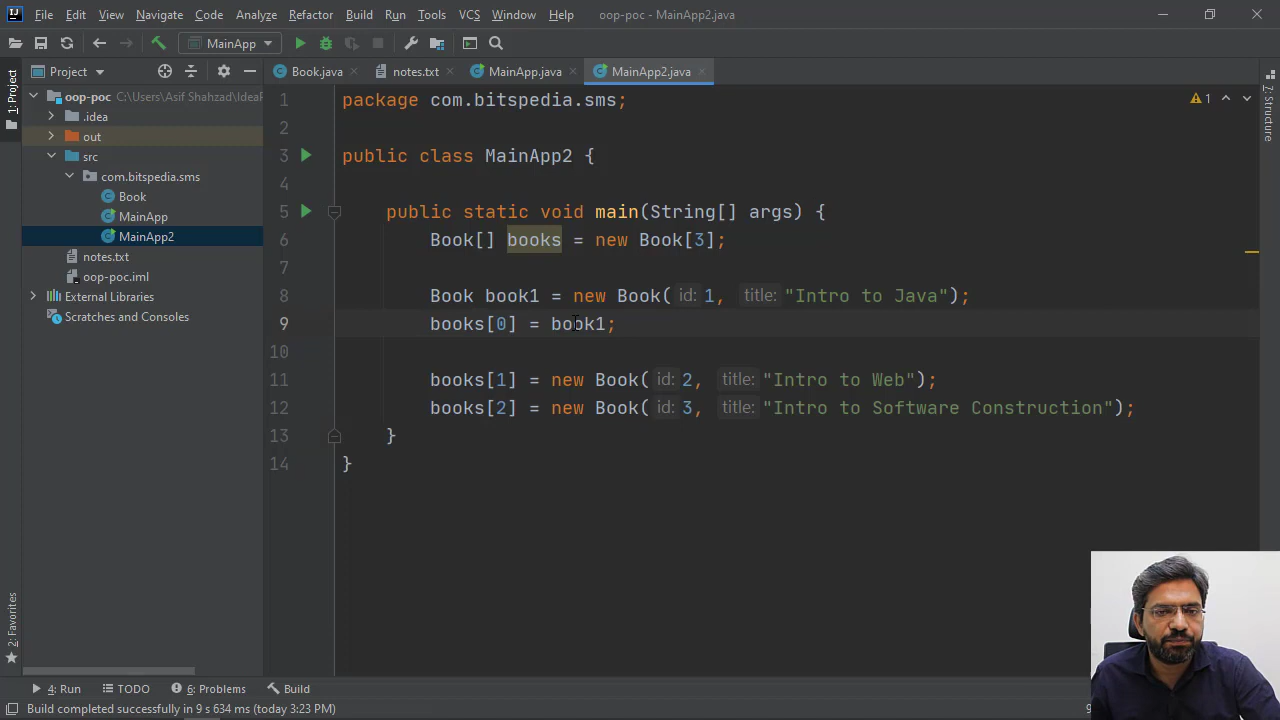 File Edit View Navigate Code Analyze Refactor Build Run Tools VCS Window Help oop-poc - MainApp2.java
MainApp
Project
Book.java notes.txt MainApp.java MainApp2.java
1: Project
oop-poc C:\Users\Asif Shahzad\IdeaP
.idea
out
src
com.bitspedia.sms
Book
MainApp
MainApp2
notes.txt
oop-poc.iml
External Libraries
Scratches and Consoles
2: Favorites
1 package com.bitspedia.sms;
2
3 public class MainApp2 {
4
5 public static void main(String[] args) {
6 Book[] books = new Book[3];
7
8 Book book1 = new Book( id: 1, title: "Intro to Java");
9 books[0] = book1;
10
11 books[1] = new Book( id: 2, title: "Intro to Web");
12 books[2] = new Book( id: 3, title: "Intro to Software Construction");
13 }
14 }
1
7: Structure
4: Run TODO 6: Problems Build
Build completed successfully in 9 s 634 ms (today 3:23 PM)